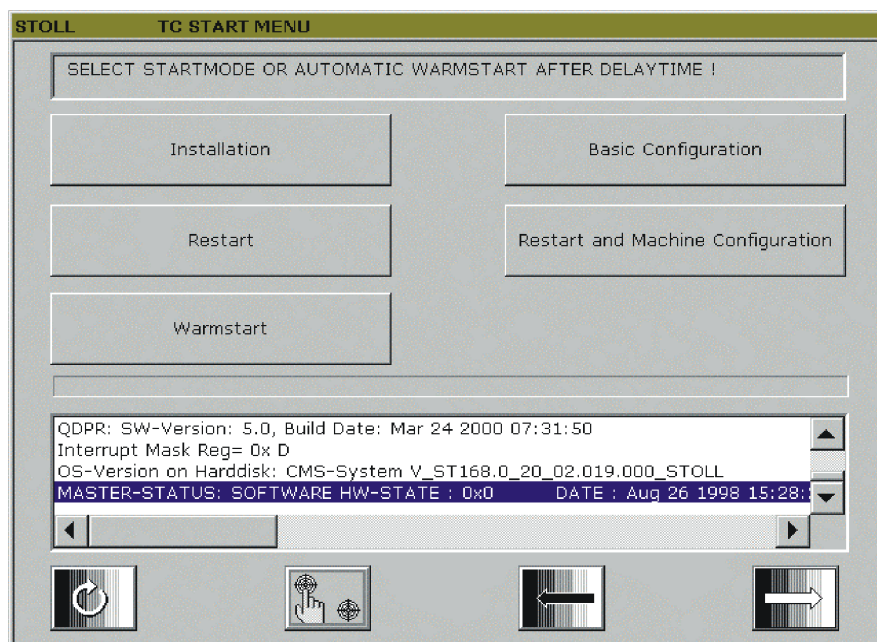 STOLL TC START MENU
SELECT STARTMODE OR AUTOMATIC WARMSTART AFTER DELAYTIME !
Installation
Basic Configuration
Restart
Restart and Machine Configuration
Warmstart
QDPR: SW-Version: 5.0, Build Date: Mar 24 2000 07:31:50
Interrupt Mask Reg= 0x D
OS-Version on Harddisk: CMS-System V_ST168.0_20_02.019.000_STOLL
MASTER-STATUS: SOFTWARE HW-STATE : 0x0 DATE : Aug 26 1998 15:28: